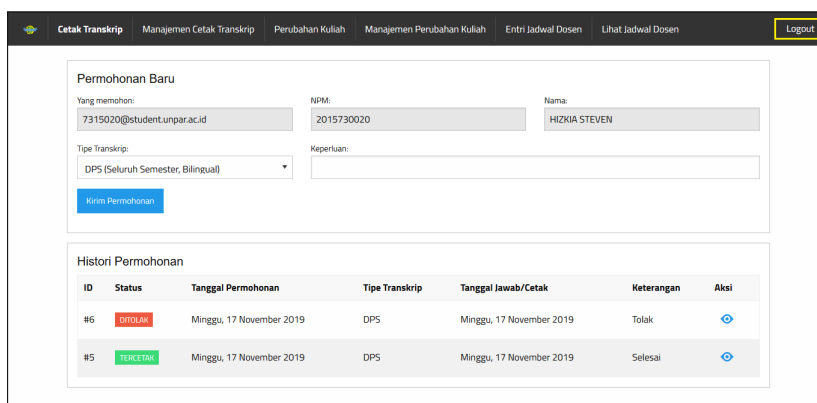 Cetak Transkrip Manajemen Cetak Transkrip Perubahan Kuliah Manajemen Perubahan Kuliah Entri Jadwal Dosen Lihat Jadwal Dosen Logout
Permohonan Baru
Yang memohon: NPM: Nama:
7315020@student.unpar.ac.id 2015730020 HIZKIA STEVEN
Tipe Transkrip: Keperluan:
DPS (Seluruh Semester, Bilingual)
Kirim Permohonan
Histori Permohonan
ID Status Tanggal Permohonan Tipe Transkrip Tanggal Jawab/Cetak Keterangan Aksi
#6 DITOLAK Minggu, 17 November 2019 DPS Minggu, 17 November 2019 Tolak
#5 TERCETAK Minggu, 17 November 2019 DPS Minggu, 17 November 2019 Selesai